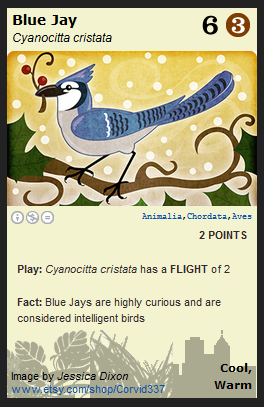 Blue Jay
Cyanocitta cristata
6 3
Animalia,Chordata,Aves
2 POINTS
Play: Cyanocitta cristata has a FLIGHT of 2
Fact: Blue Jays are highly curious and are
considered intelligent birds
Cool,
Warm
Image by Jessica Dixon
www.etsy.com/shop/Corvid337